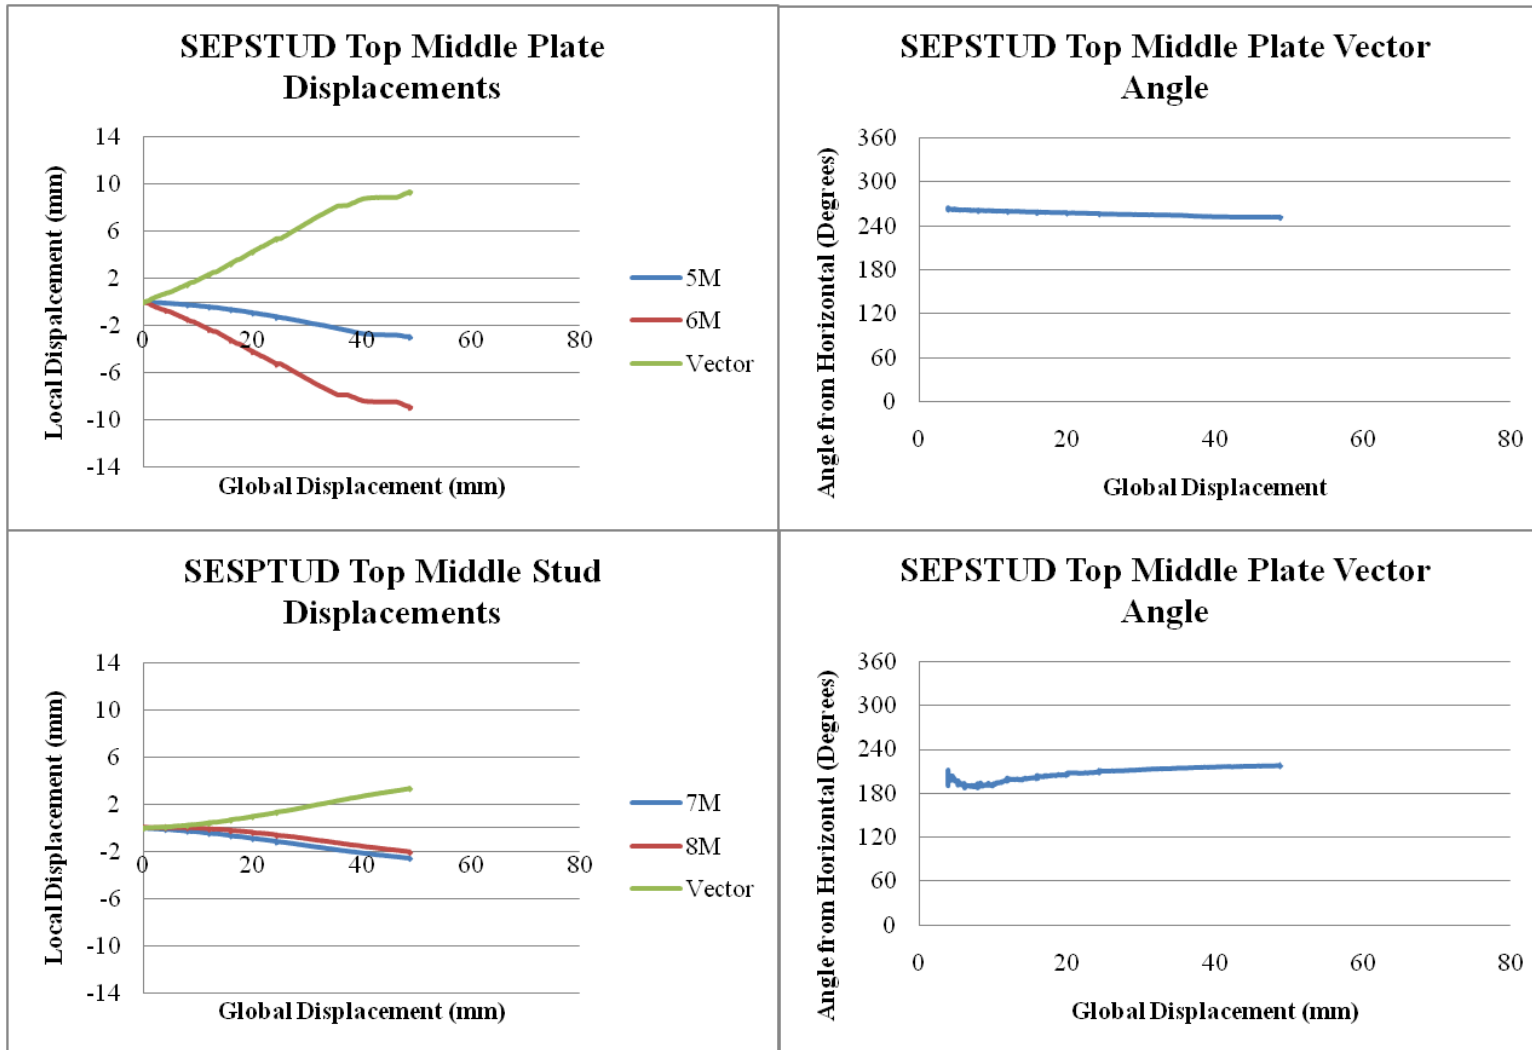 SEPSTUD Top Middle Plate
Displacements
14
10
6
2
-2
-6
-10
-14
0
20
40
60
80
Local Dispalcement (mm)
Global Displacement (mm)
5M
6M
Vector
SEPSTUD Top Middle Plate Vector
Angle
360
300
240
180
120
60
0
0
20
40
60
80
Angle from Horizontal (Degrees)
Global Displacement
SESPTUD Top Middle Stud
Displacements
14
10
6
2
-2
-6
-10
-14
0
20
40
60
80
Local Displacement (mm)
Global Displacement (mm)
7M
8M
Vector
SEPSTUD Top Middle Plate Vector
Angle
360
300
240
180
120
60
0
0
20
40
60
80
Angle from Horizontal (Degrees)
Global Displacement (mm)